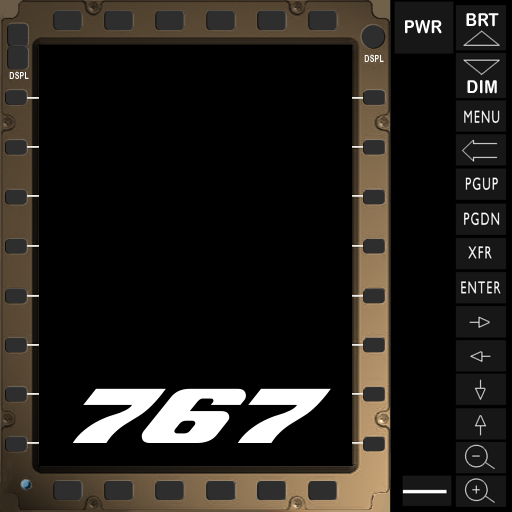 PWR
BRT
DSPL
DSPL
DIM
MENU
PGUP
PGDN
XFR
ENTER
767